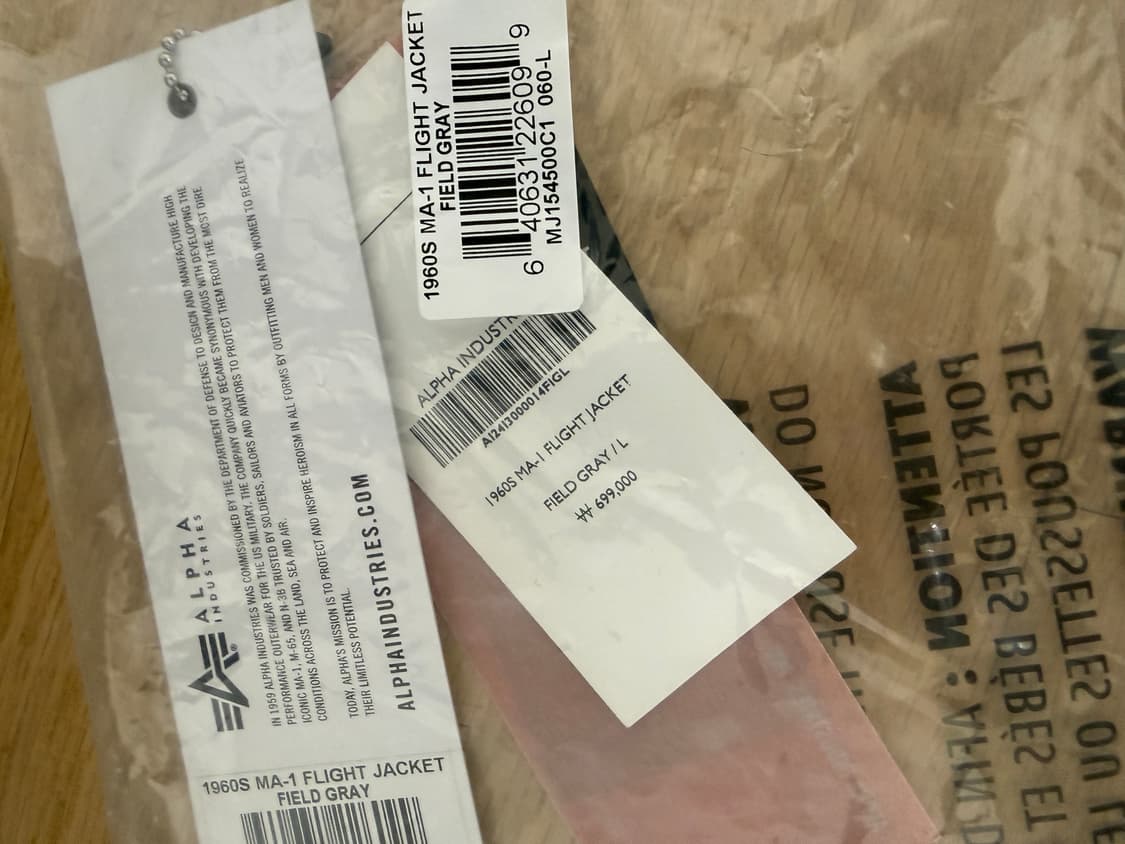 ALPHA
INDUSTRIES
IN 1959 ALPHA INDUSTRIES WAS COMMISSIONED BY THE DEPARTMENT OF DEFENSE TO DESIGN AND MANUFACTURE HIGH
PERFORMANCE OUTERWEAR FOR THE US MILITARY. THE COMPANY QUICKLY BECAME SYNONYMOUS WITH DEVELOPING THE
ICONIC MA-1, M-65, AND N-3B TRUSTED BY SOLDIERS, SAILORS AND AVIATORS TO PROTECT THEM FROM THE MOST DIRE
CONDITIONS ACROSS THE LAND, SEA AND AIR.
TODAY, ALPHA'S MISSION IS TO PROTECT AND INSPIRE HEROISM IN ALL FORMS BY OUTFITTING MEN AND WOMEN TO REALIZE
THEIR LIMITLESS POTENTIAL.
ALPHAINDUSTRIES.COM
1960S MA-1 FLIGHT JACKET
FIELD GRAY
1960S MA-1 FLIGHT JACKET
FIELD GRAY
6 40631 22609 9
MJ154500C1 060-L
ALPHA INDUSTR
AI2413000014FIGL
1960S MA-1 FLIGHT JACKET
FIELD GRAY / L
₩ 699,000
DO
ATTENTION :
PORTÉE DES BÉBÉS ET
LES POUSSETTES OU LE